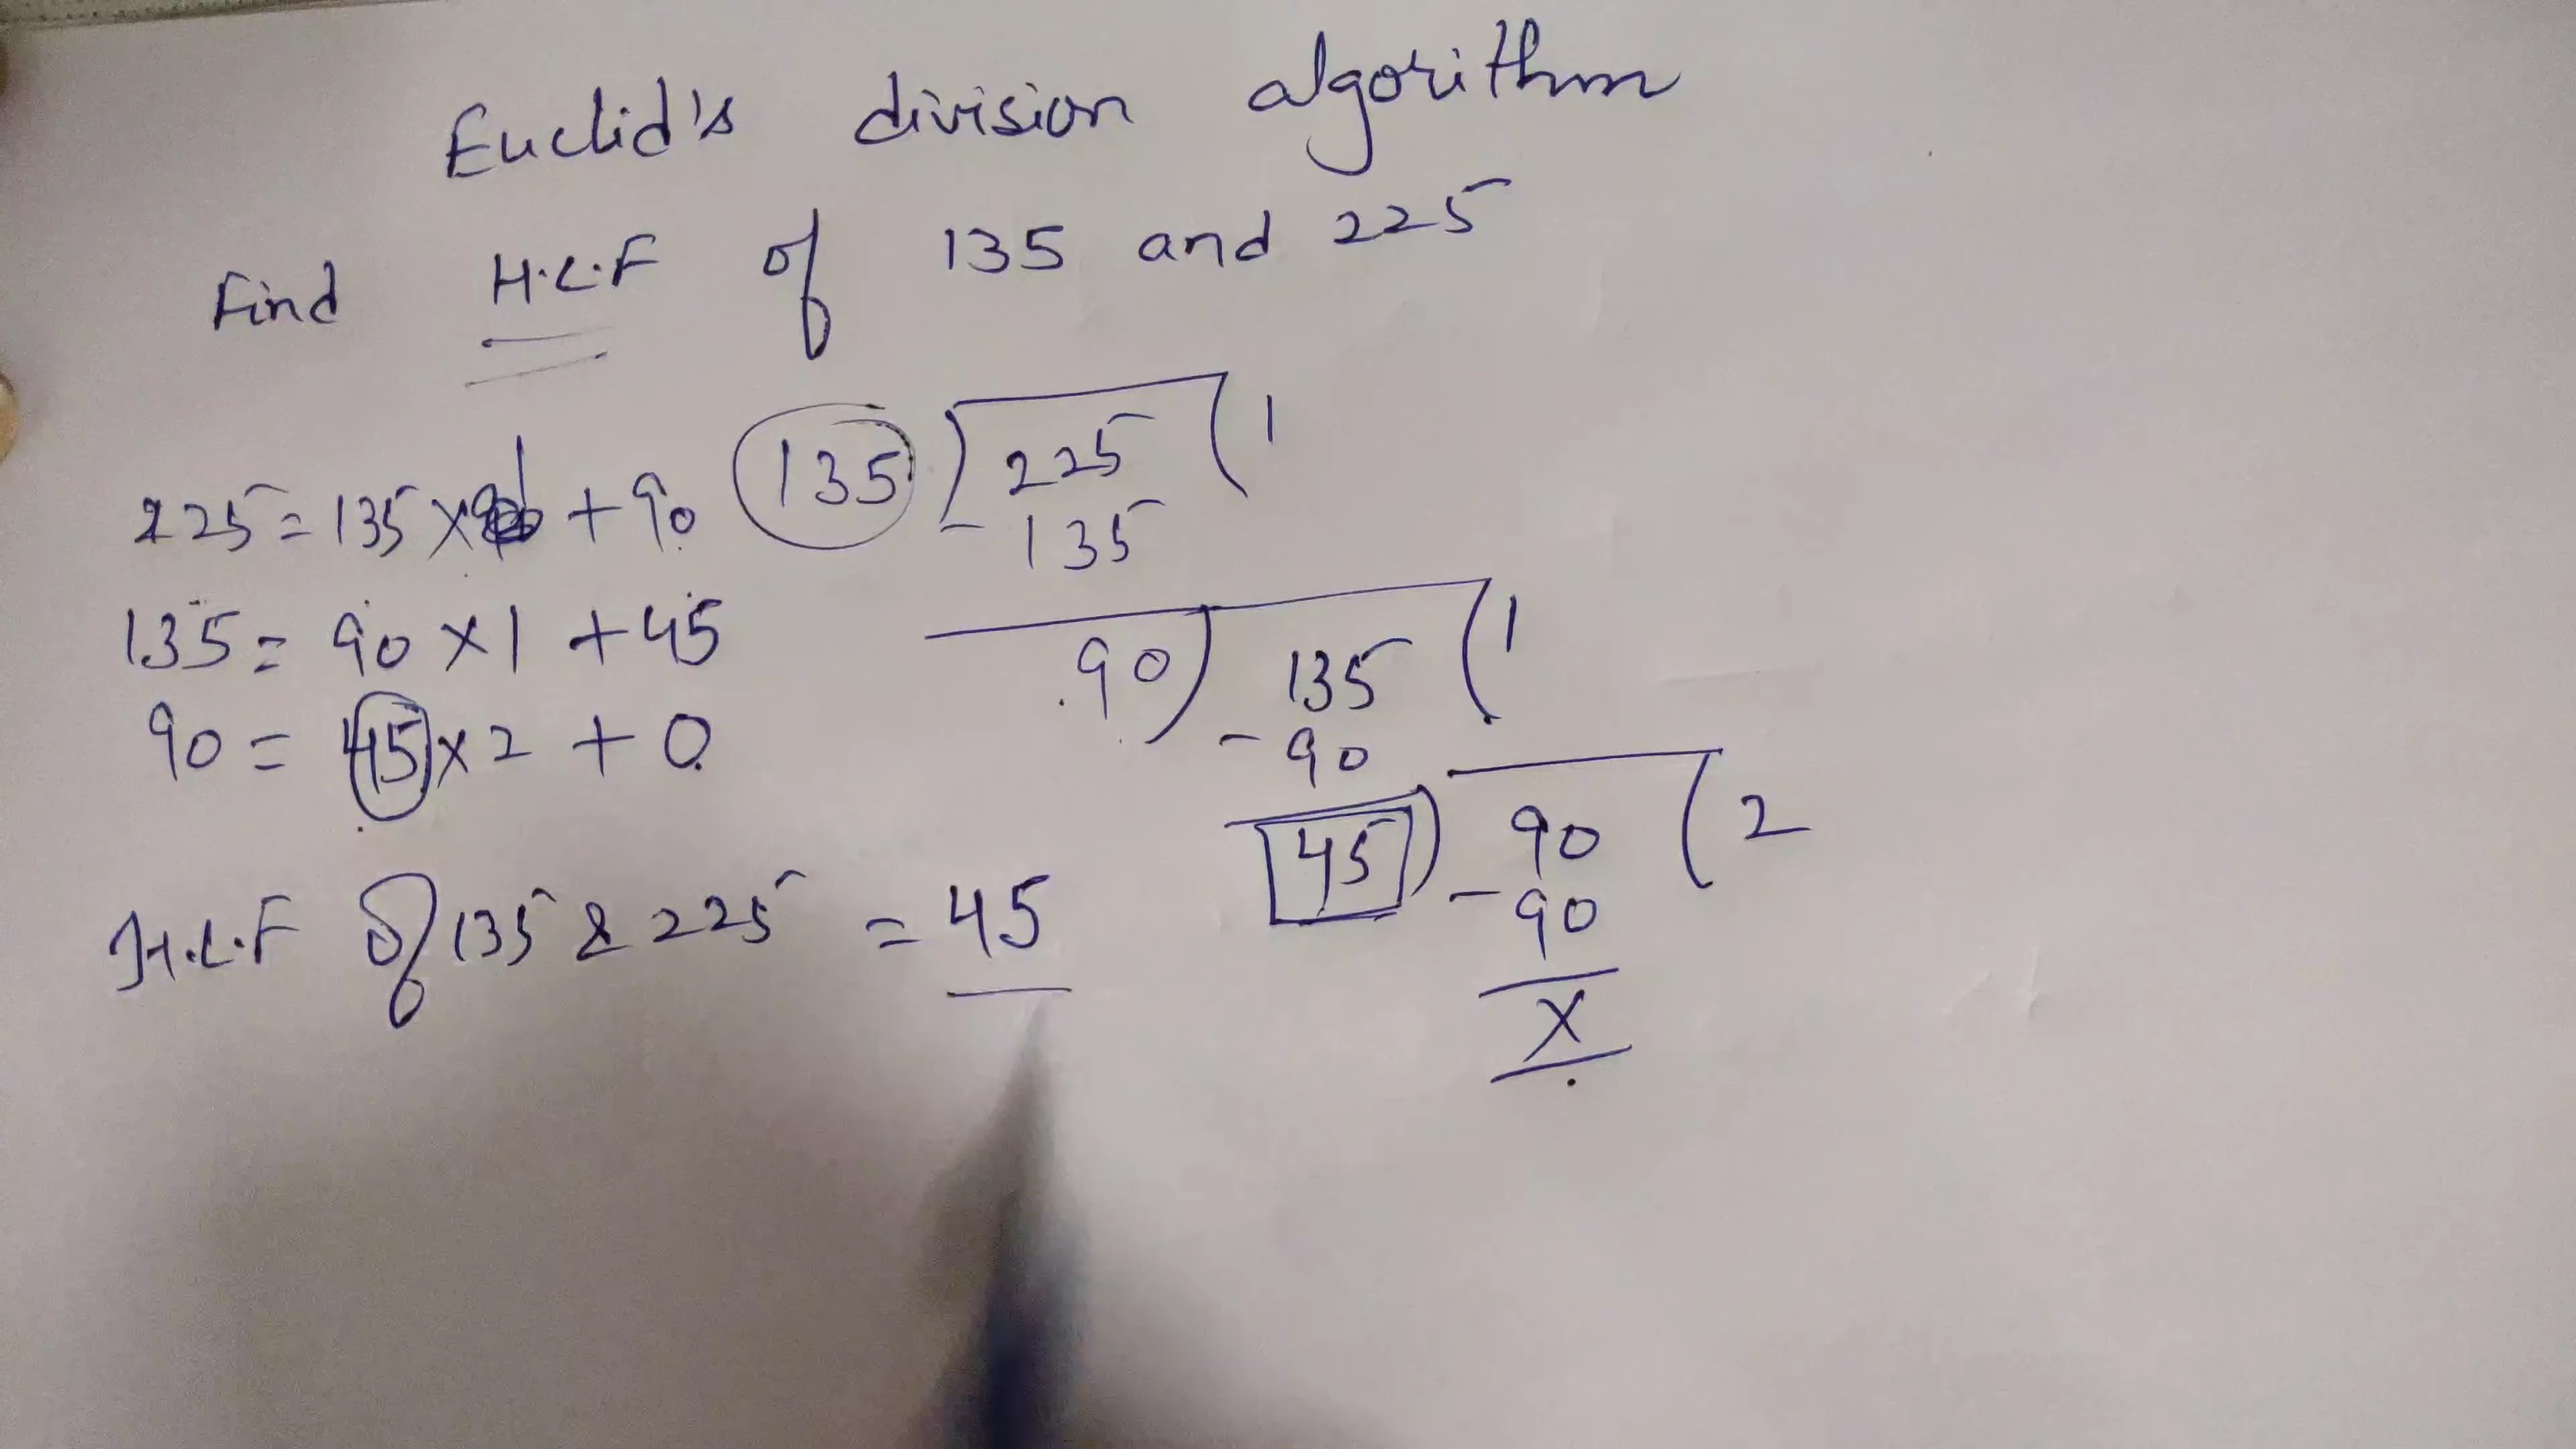 Euclid's division algorithm
Find H.C.F of 135 and 225
225 = 135 × 1 + 90
135 = 90 × 1 + 45
90 = 45 × 2 + 0
H.C.F of 135 & 225 = 45
135 ) 225 ( 1
- 135
90 ) 135 ( 1
- 90
45 ) 90 ( 2
- 90
×